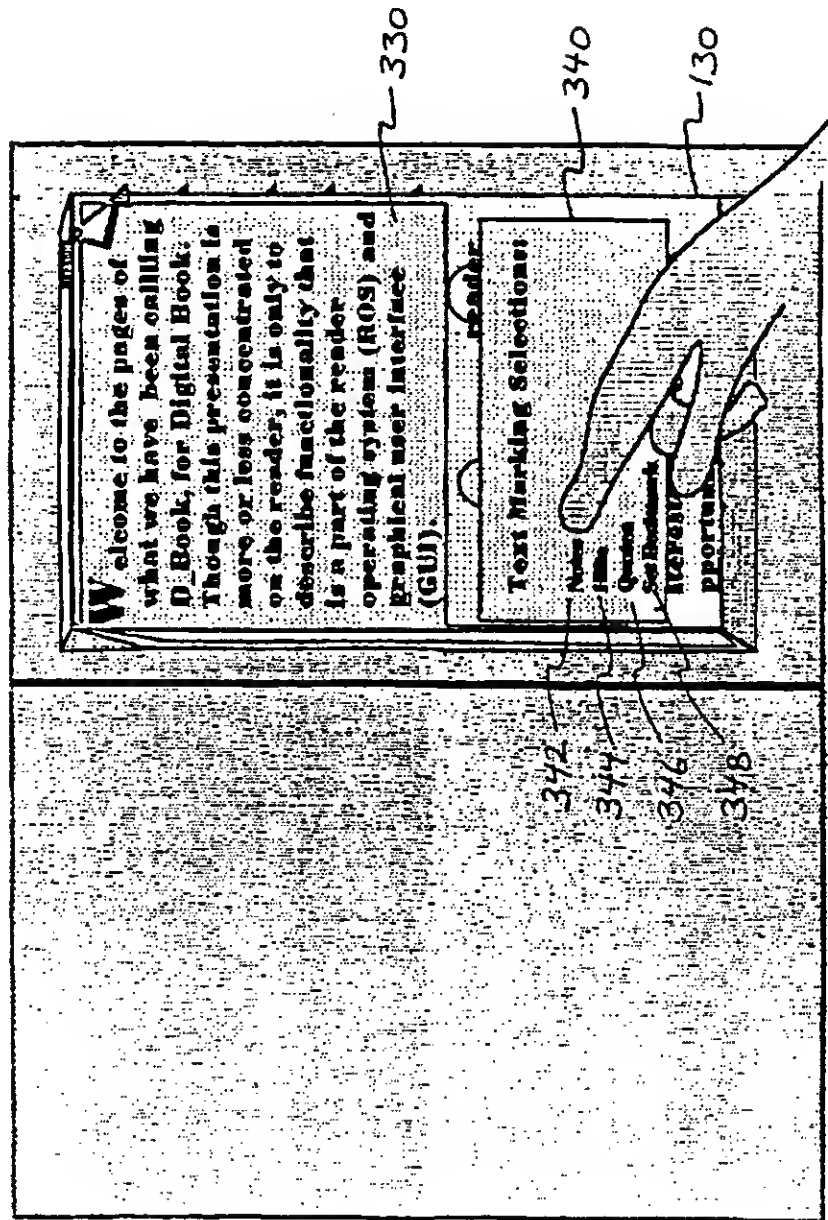 Welcome to the pages of
what we have been calling
D_Book, for Digital Book.
Though this presentation is
more or less concentrated
on the reader, it is only to
describe functionality that
is a part of the reader
operating system (ROS) and
graphical user interface
(GUI).
reader
Text Marking Selections:
Notes
Quotes
Set Bookmark
330
340
130
342
344
346
348